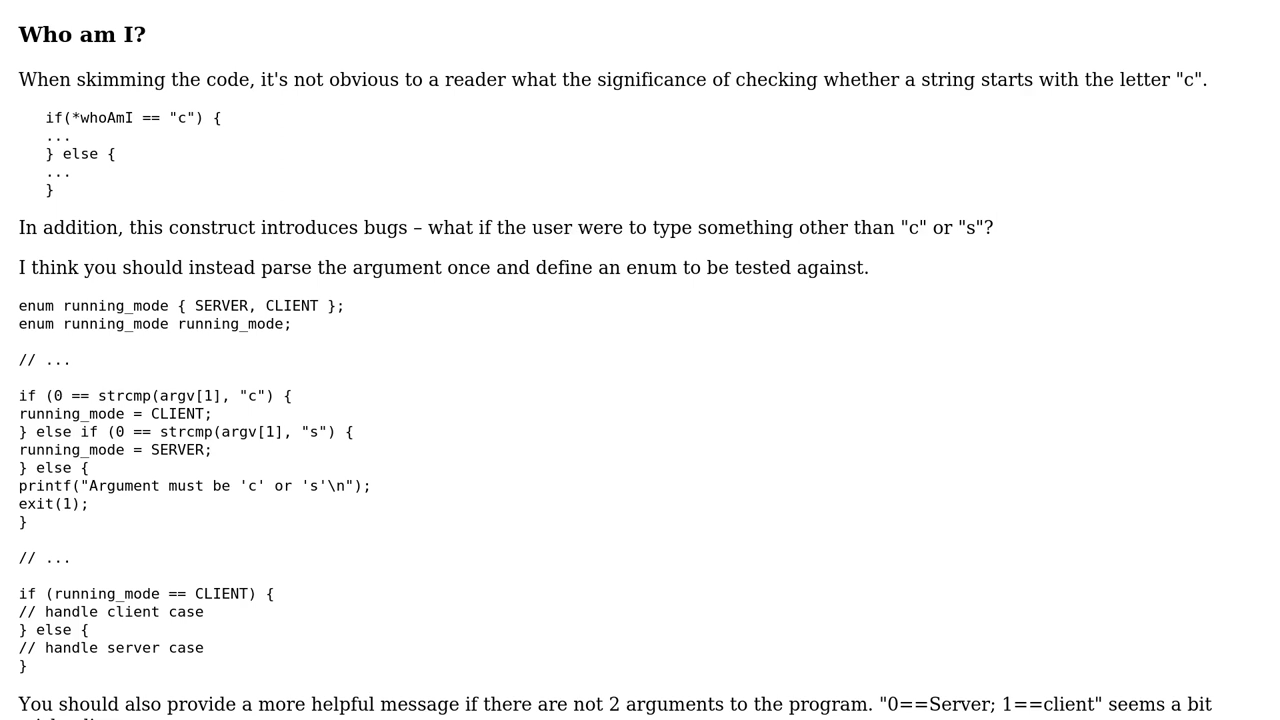 Who am I?
When skimming the code, it's not obvious to a reader what the significance of checking whether a string starts with the letter "c".
if(*whoAmI == "c") {
...
} else {
...
}
In addition, this construct introduces bugs – what if the user were to type something other than "c" or "s"?
I think you should instead parse the argument once and define an enum to be tested against.
enum running_mode { SERVER, CLIENT };
enum running_mode running_mode;
// ...
if (0 == strcmp(argv[1], "c") {
running_mode = CLIENT;
} else if (0 == strcmp(argv[1], "s") {
running_mode = SERVER;
} else {
printf("Argument must be 'c' or 's'\n");
exit(1);
}
// ...
if (running_mode == CLIENT) {
// handle client case
} else {
// handle server case
}
You should also provide a more helpful message if there are not 2 arguments to the program. "0==Server; 1==client" seems a bit